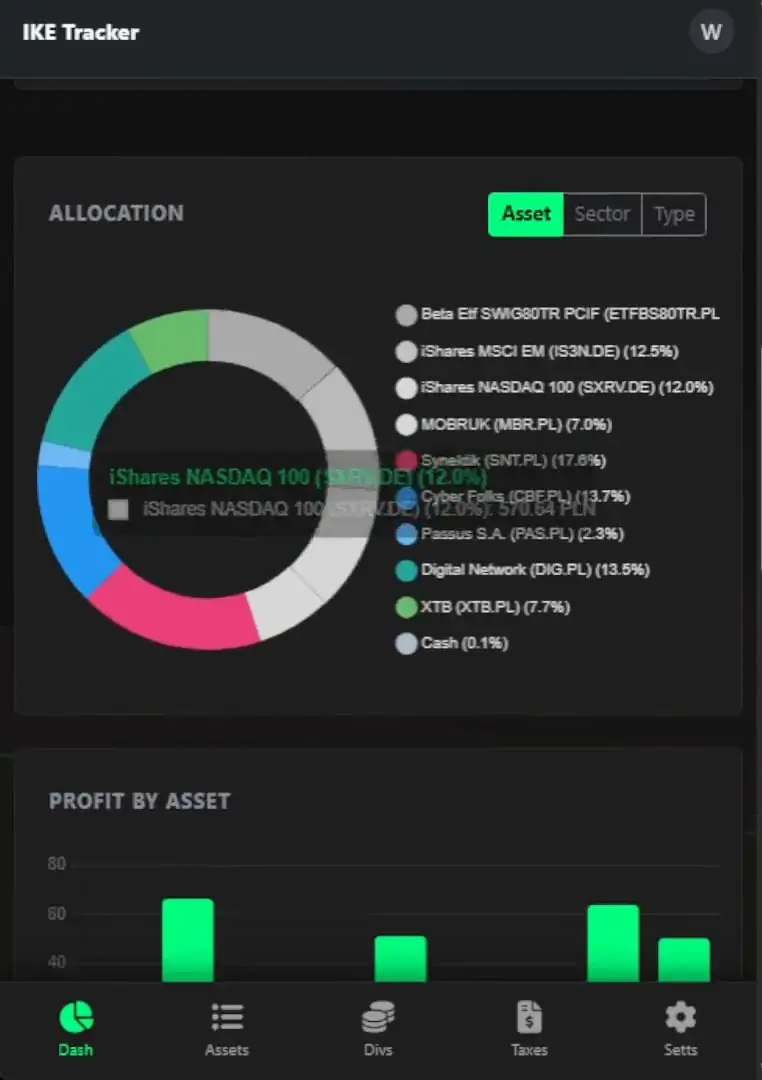 IKE Tracker
W
ALLOCATION
Asset
Sector
Type
Beta Etf SWIG80TR PCIF (ETFBS80TR.PL
iShares MSCI EM (IS3N.DE) (12.5%)
iShares NASDAQ 100 (SXRV.DE) (12.0%)
MOBRUK (MBR.PL) (7.0%)
Synektik (SNT.PL) (17.6%)
iShares NASDAQ 100 (SXRV.DE) (12.0%)
Cyber Folks (CBF.PL) (13.7%)
iShares NASDAQ 100 (SXRV.DE) (12.0%): 570.64 PLN
Passus S.A. (PAS.PL) (2.3%)
Digital Network (DIG.PL) (13.5%)
XTB (XTB.PL) (7.7%)
Cash (0.1%)
PROFIT BY ASSET
80
60
40
Dash
Assets
Divs
Taxes
Setts